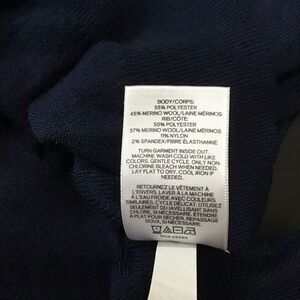 BODY/CORPS:
55% POLYESTER
45% MERINO WOOL/LAINE MÉRINOS
RIB/CÔTE:
50% POLYESTER
37% MERINO WOOL/LAINE MÉRINOS
11% NYLON
2% SPANDEX/FIBRE ÉLASTHANNE
TURN GARMENT INSIDE OUT.
MACHINE WASH COLD WITH LIKE
COLORS, GENTLE CYCLE. ONLY NON-
CHLORINE BLEACH WHEN NEEDED.
LAY FLAT TO DRY. COOL IRON IF
NEEDED.
RETOURNEZ LE VÊTEMENT À
L'ENVERS. LAVER À LA MACHINE
À L'EAU FROIDE AVEC COULEURS
SIMILAIRES, CYCLE DÉLICAT. UTILISEZ
SEULEMENT DU JAVELLISANT SANS
CHLORE, SI NÉCESSAIRE. SÉCHAGE
À PLAT POUR SÉCHER. REPASSAGE
DOUX, SI NÉCESSAIRE.